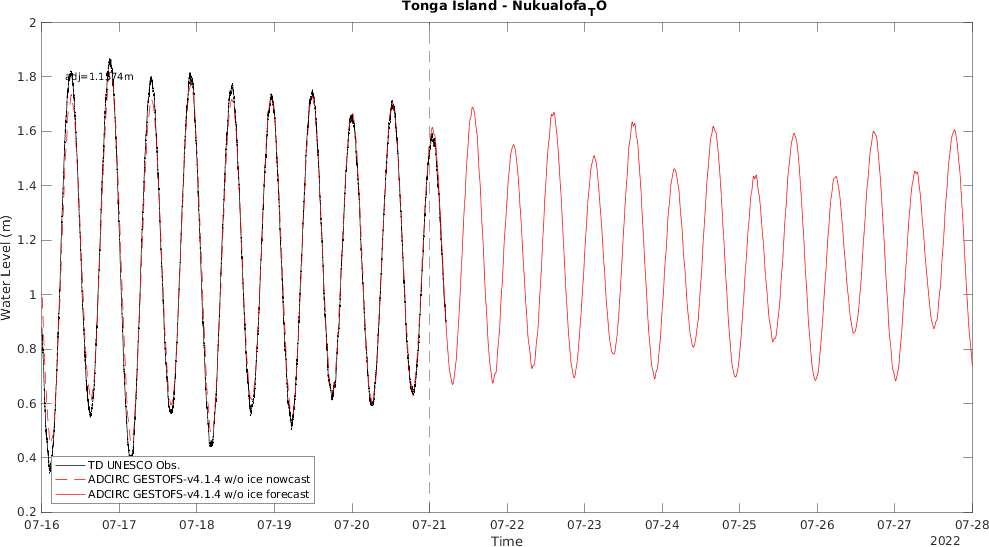 Tonga Island - NukualofaTO
adj=1.1574m
Water Level (m)
2
1.8
1.6
1.4
1.2
1
0.8
0.6
0.4
0.2
TD UNESCO Obs.
ADCIRC GESTOFS-v4.1.4 w/o ice nowcast
ADCIRC GESTOFS-v4.1.4 w/o ice forecast
07-16 07-17 07-18 07-19 07-20 07-21 07-22 07-23 07-24 07-25 07-26 07-27 07-28
Time
2022